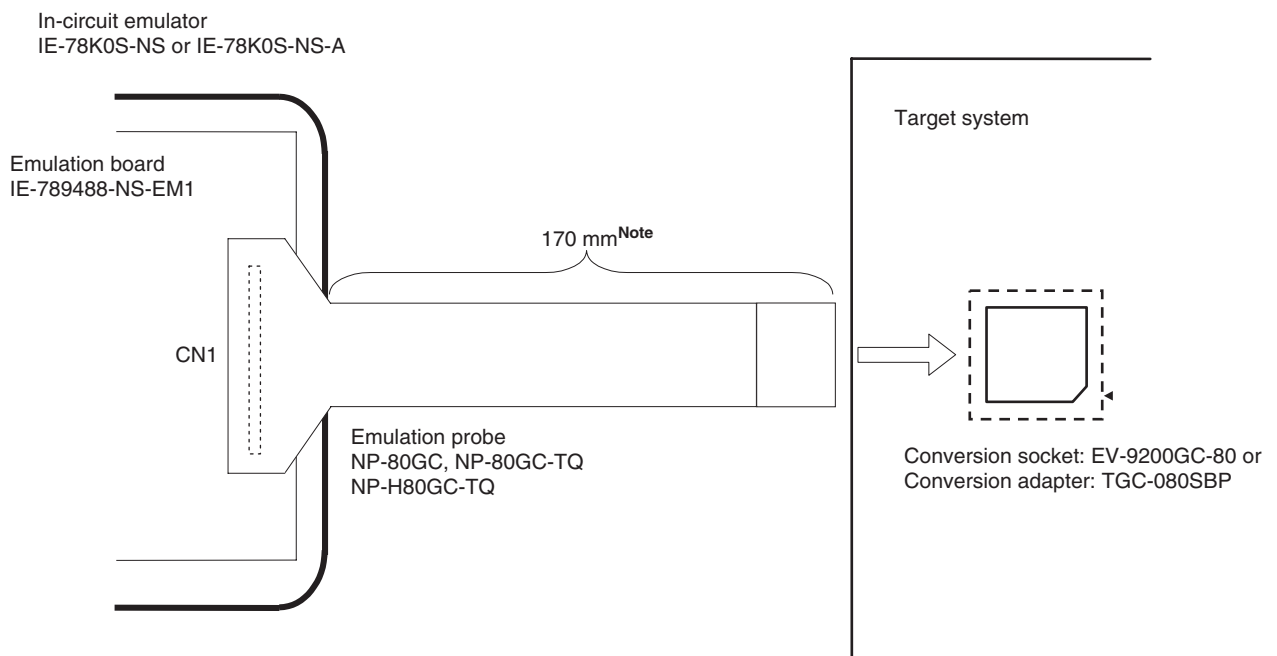 In-circuit emulator
IE-78K0S-NS or IE-78K0S-NS-A
Target system
Emulation board
IE-789488-NS-EM1
170 mmNote
CN1
Emulation probe
NP-80GC, NP-80GC-TQ
NP-H80GC-TQ
Conversion socket: EV-9200GC-80 or
Conversion adapter: TGC-080SBP